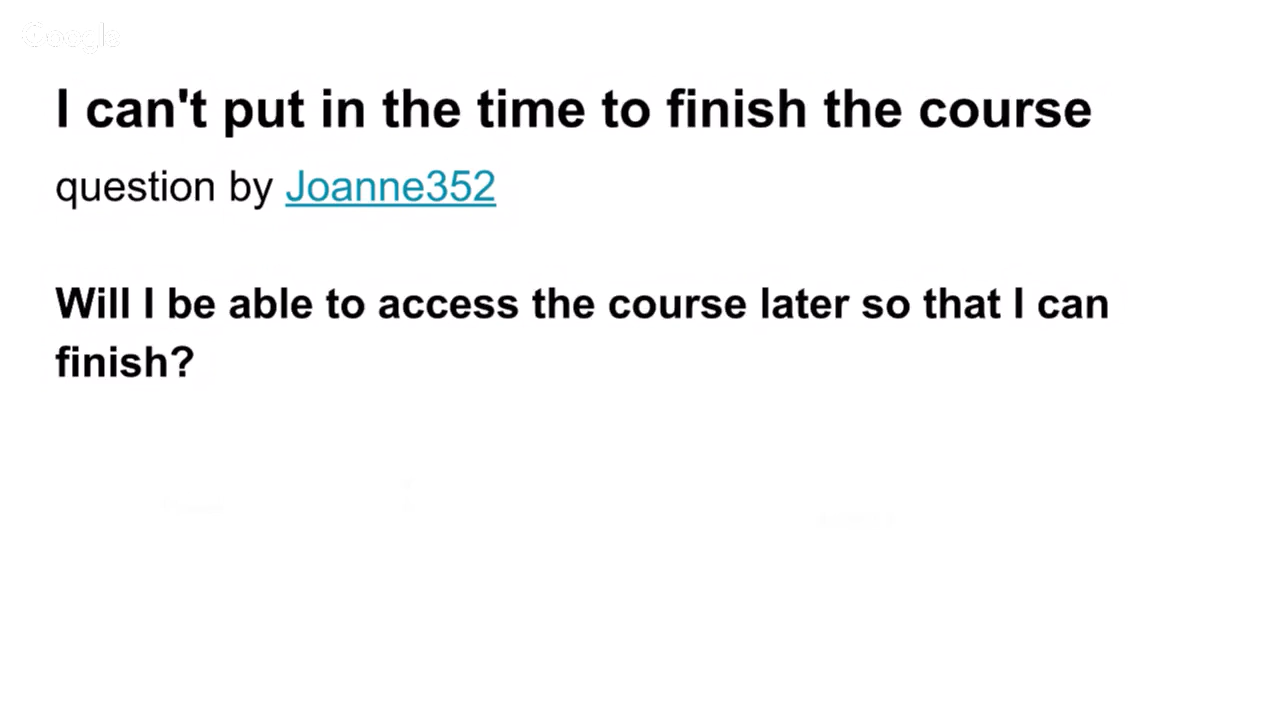 Google
I can't put in the time to finish the course
question by Joanne352
Will I be able to access the course later so that I can
finish?